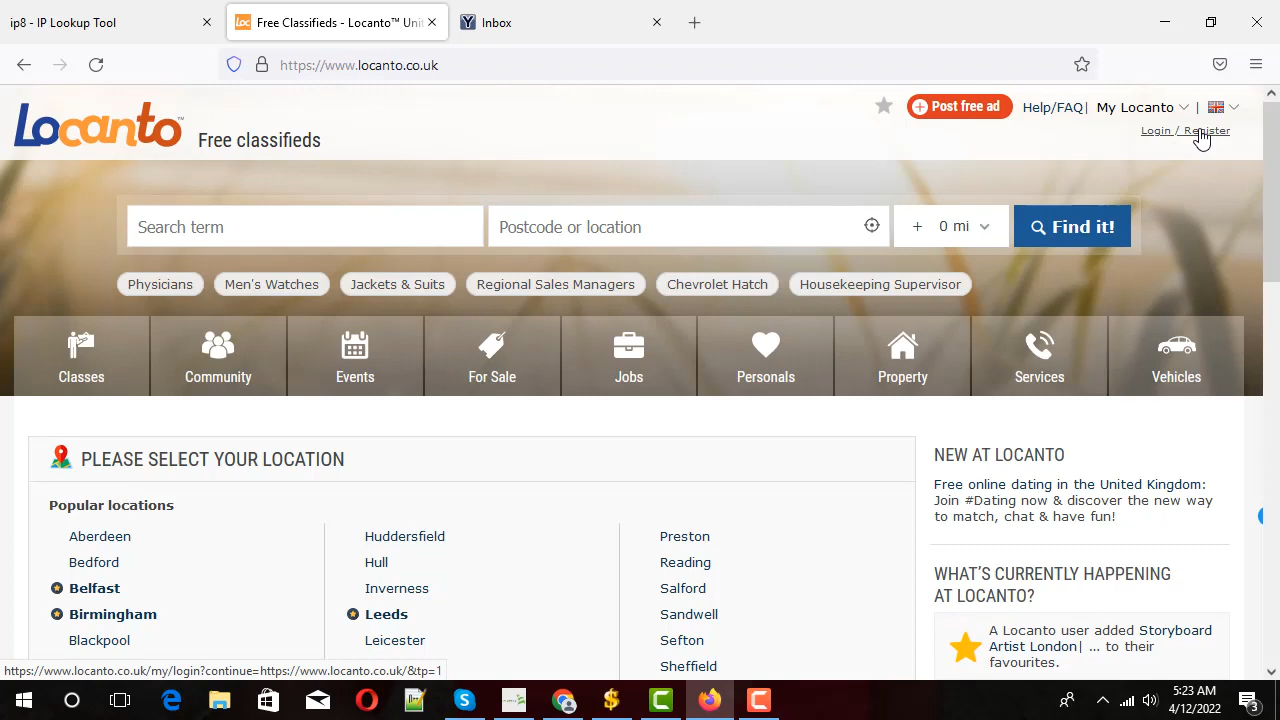 ip8 - IP Lookup Tool
Free Classifieds - Locanto™ Unit
Inbox
https://www.locanto.co.uk
Locanto™
Free classifieds
Post free ad
Help/FAQ|
My Locanto
|
Login / Register
Search term
Postcode or location
+ 0 mi
Find it!
Physicians
Men's Watches
Jackets & Suits
Regional Sales Managers
Chevrolet Hatch
Housekeeping Supervisor
Classes
Community
Events
For Sale
Jobs
Personals
Property
Services
Vehicles
PLEASE SELECT YOUR LOCATION
Popular locations
Aberdeen
Bedford
Belfast
Birmingham
Blackpool
Huddersfield
Hull
Inverness
Leeds
Leicester
Preston
Reading
Salford
Sandwell
Sefton
Sheffield
NEW AT LOCANTO
Free online dating in the United Kingdom:
Join #Dating now & discover the new way
to match, chat & have fun!
WHAT'S CURRENTLY HAPPENING
AT LOCANTO?
A Locanto user added Storyboard
Artist London| ... to their
favourites.
https://www.locanto.co.uk/my/login?continue=https://www.locanto.co.uk/&tp=1
5:23 AM
4/12/2022
3